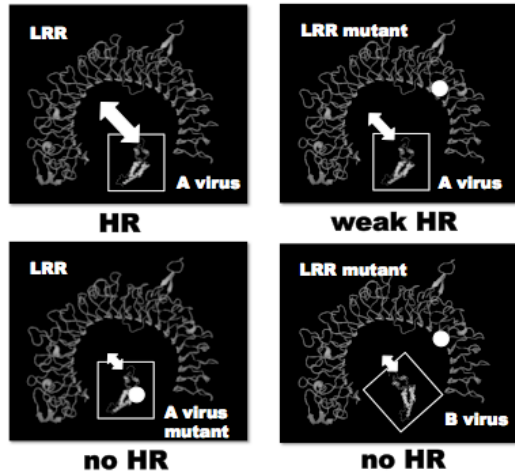 LRR
A virus
HR
LRR mutant
A virus
weak HR
LRR
A virus
mutant
no HR
LRR mutant
B virus
no HR